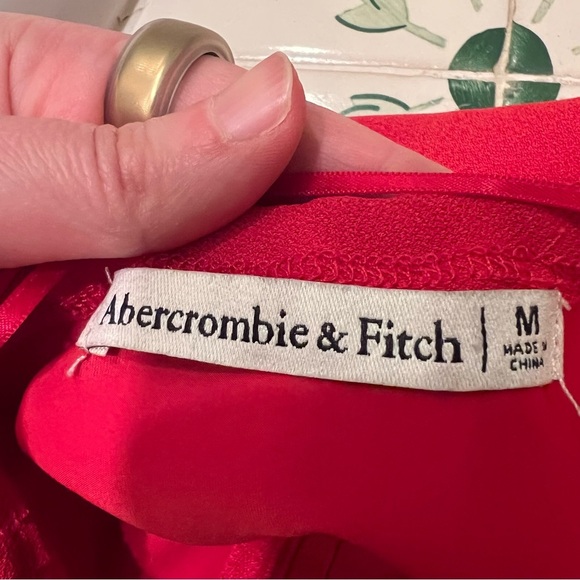 Abercrombie & Fitch | M
MADE IN
CHINA